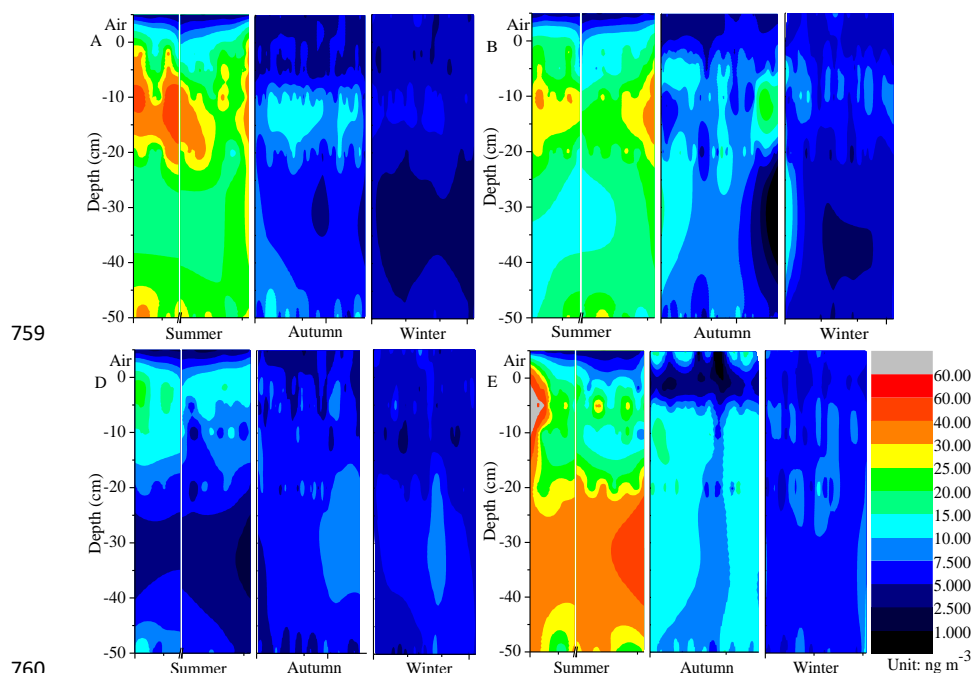 Air
A
0
-10
-20
-30
-40
-50
Depth (cm)
Summer
Autumn
Winter
Air
B
0
-10
-20
-30
-40
-50
Depth (cm)
Summer
Autumn
Winter
759
Air
D
0
-10
-20
-30
-40
-50
Depth (cm)
Summer
Autumn
Winter
Air
E
0
-10
-20
-30
-40
-50
Depth (cm)
Summer
Autumn
Winter
60.00
60.00
40.00
30.00
25.00
20.00
15.00
10.00
7.500
5.000
2.500
1.000
Unit: ng m-3
760